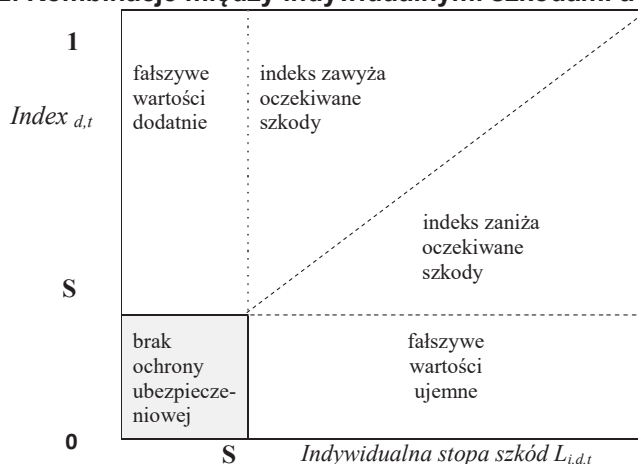 1
fałszywe
wartości
dodatnie
indeks zawyża
oczekiwane
szkody
Index d,t
indeks zaniża
oczekiwane
szkody
S
brak
ochrony
ubezpiecze-
niowej
fałszywe
wartości
ujemne
0
S
Indywidualna stopa szkód Li,d,t